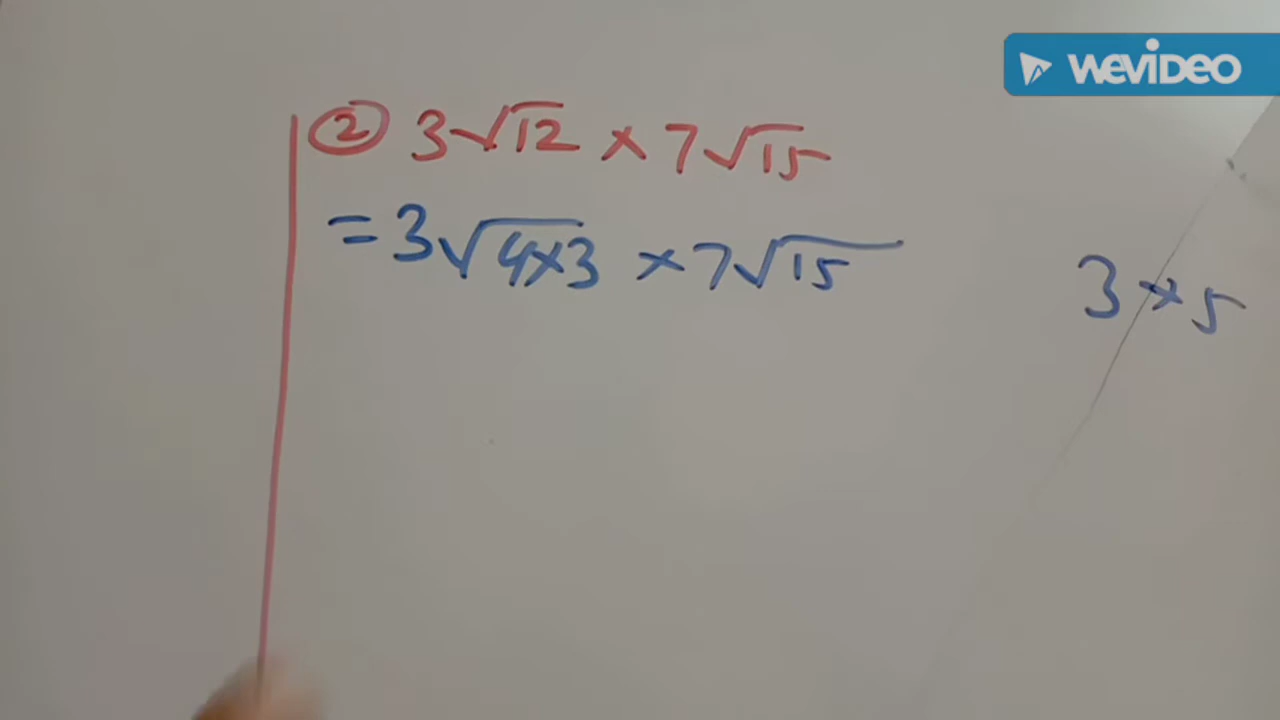 WEVIDEO
② 3√12 × 7√15
= 3√4×3 × 7√15
3 × 5